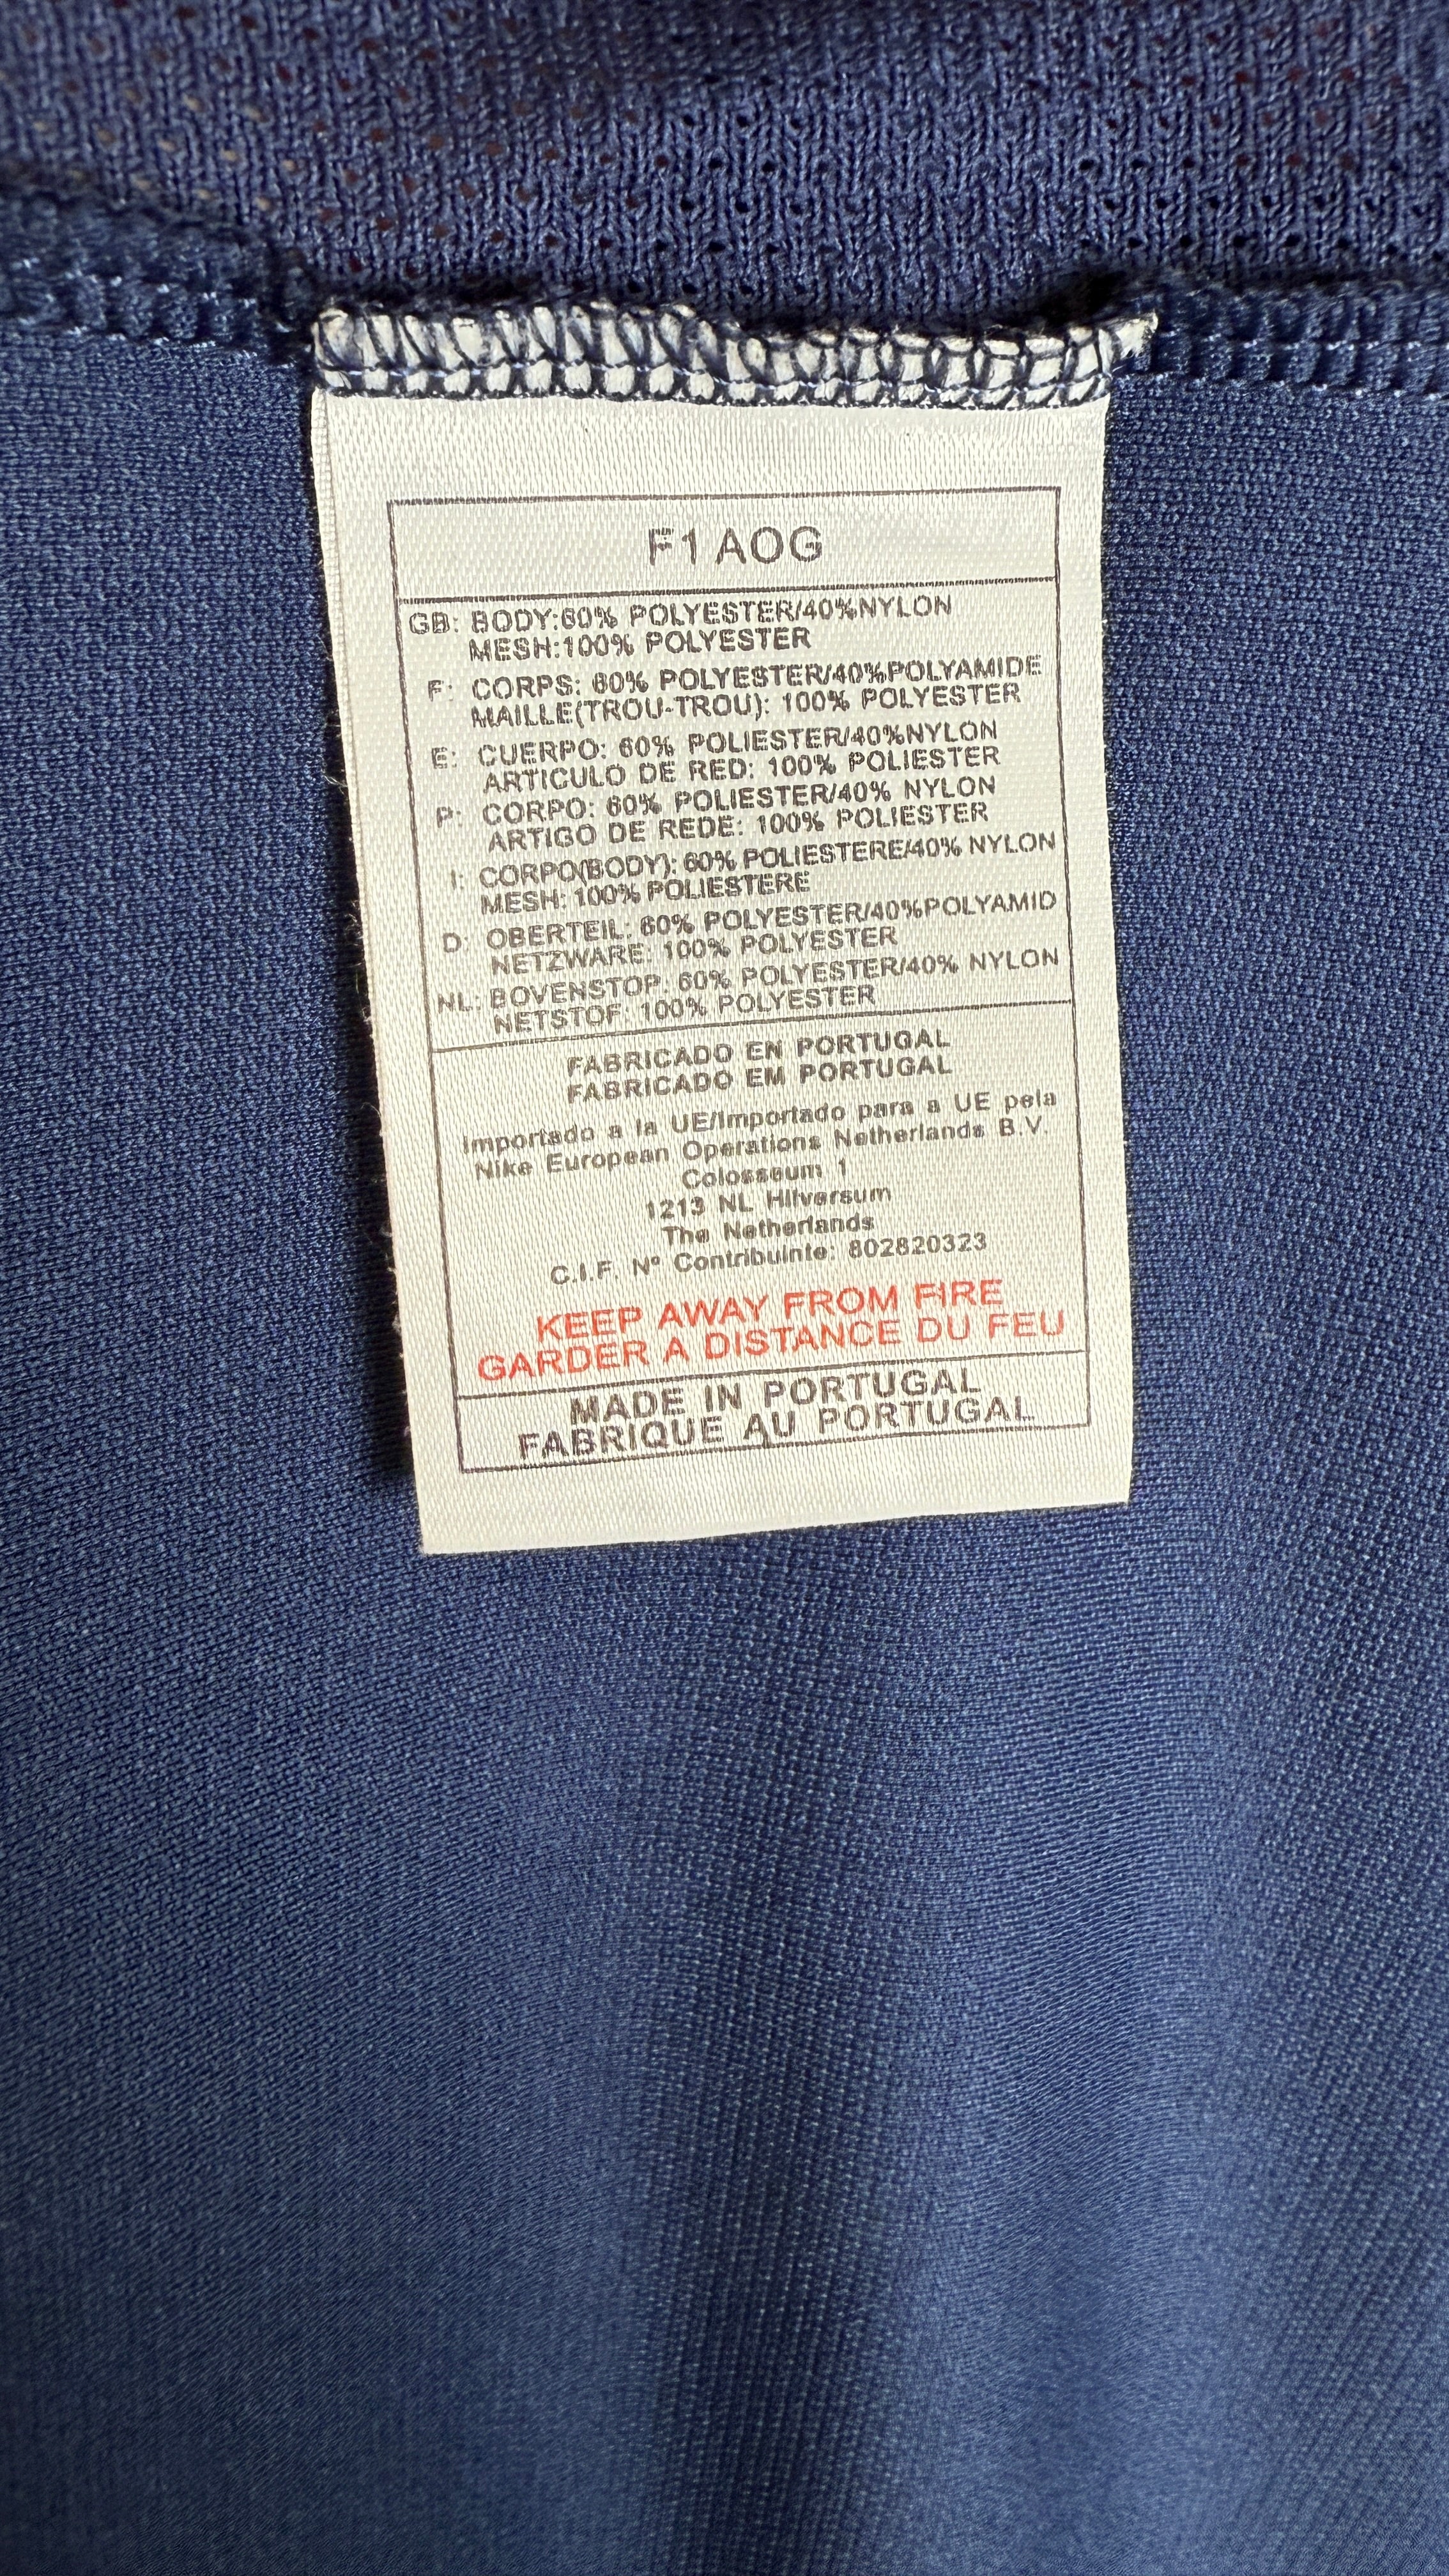 F1 AOG
GB: BODY:60% POLYESTER/40%NYLON
MESH:100% POLYESTER
F: CORPS: 60% POLYESTER/40%POLYAMIDE
MAILLE(TROU-TROU): 100% POLYESTER
E: CUERPO: 60% POLIESTER/40%NYLON
ARTICULO DE RED: 100% POLIESTER
P: CORPO: 60% POLIESTER/40% NYLON
ARTIGO DE REDE: 100% POLIESTER
I: CORPO(BODY): 60% POLIESTERE/40% NYLON
MESH: 100% POLIESTERE
D: OBERTEIL: 60% POLYESTER/40%POLYAMID
NETZWARE: 100% POLYESTER
NL: BOVENSTOP: 60% POLYESTER/40% NYLON
NETSTOF: 100% POLYESTER
FABRICADO EN PORTUGAL
FABRICADO EM PORTUGAL
Importado a la UE/Importado para a UE pela
Nike European Operations Netherlands B.V.
Colosseum 1
1213 NL Hilversum
The Netherlands
C.I.F. Nº Contribuinte: 802820323
KEEP AWAY FROM FIRE
GARDER A DISTANCE DU FEU
MADE IN PORTUGAL
FABRIQUE AU PORTUGAL